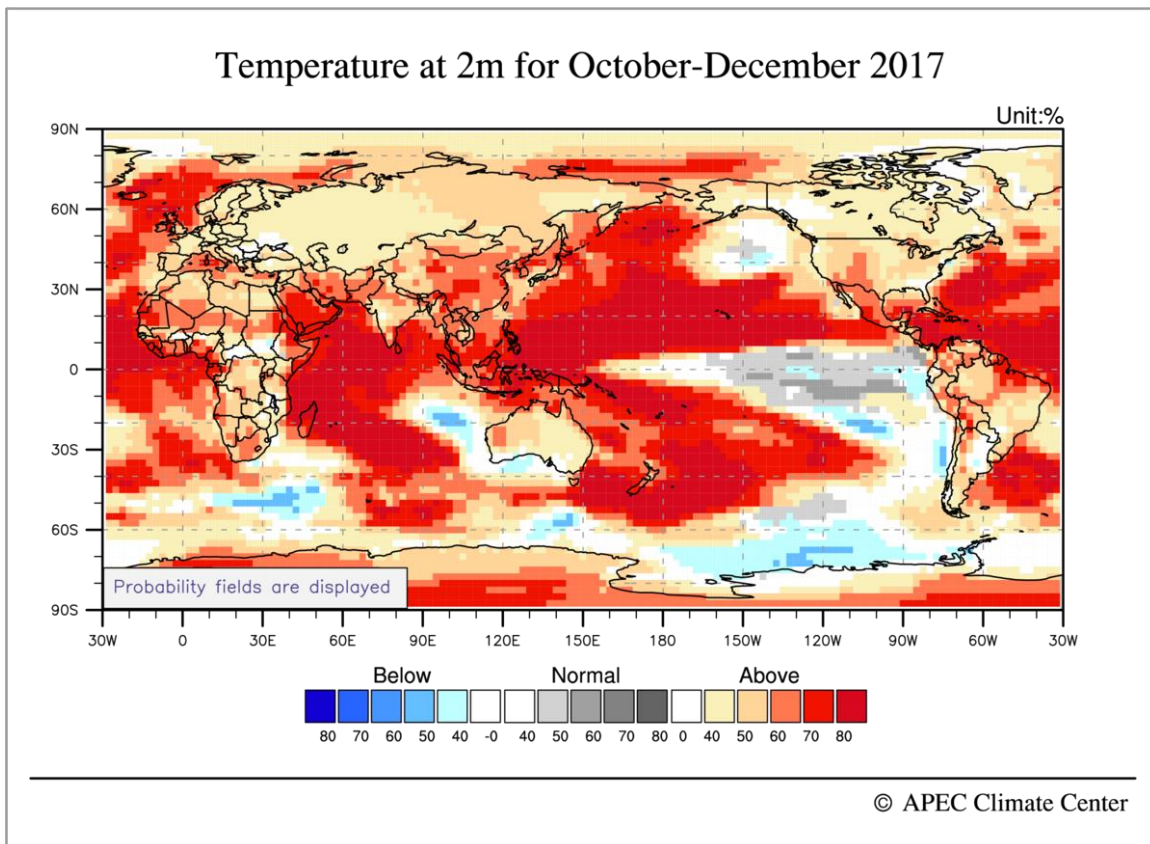 Temperature at 2m for October-December 2017
Unit:%
90N
60N
30N
0
30S
60S
90S
Probability fields are displayed
30W 0 30E 60E 90E 120E 150E 180 150W 120W 90W 60W 30W
Below Normal Above
80 70 60 50 40 -0 40 50 60 70 80 0 40 50 60 70 80
© APEC Climate Center